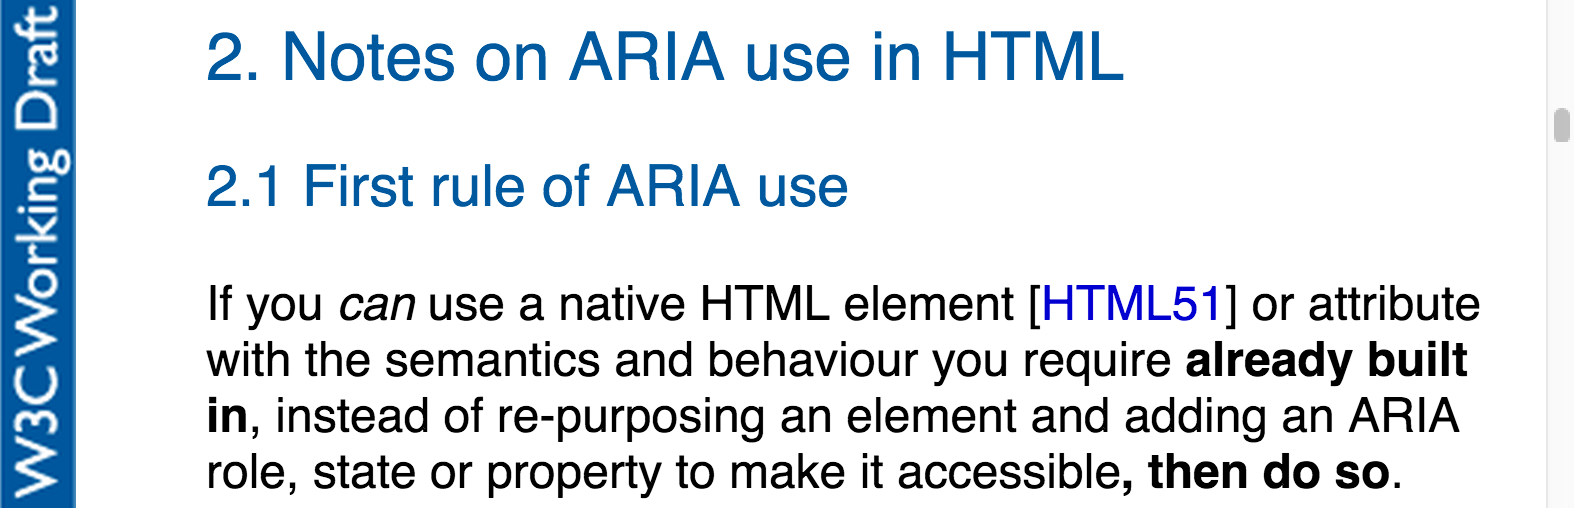 W3C Working Draft
2. Notes on ARIA use in HTML
2.1 First rule of ARIA use
If you can use a native HTML element [HTML51] or attribute
with the semantics and behaviour you require already built
in, instead of re-purposing an element and adding an ARIA
role, state or property to make it accessible, then do so.